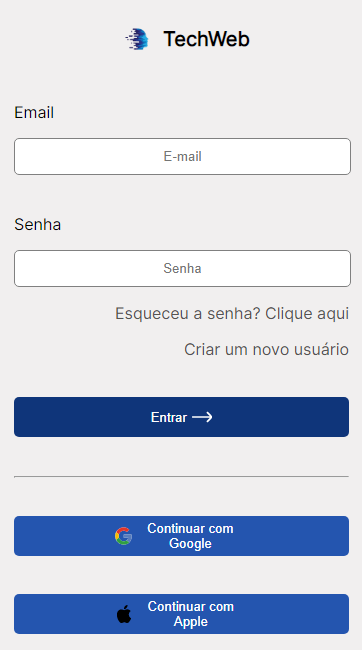 TechWeb
Email
E-mail
Senha
Senha
Esqueceu a senha? Clique aqui
Criar um novo usuário
Entrar
Continuar com
Google
Continuar com
Apple